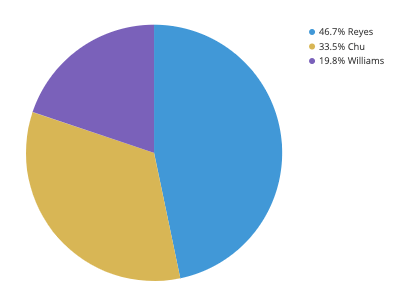 46.7% Reyes
33.5% Chu
19.8% Williams